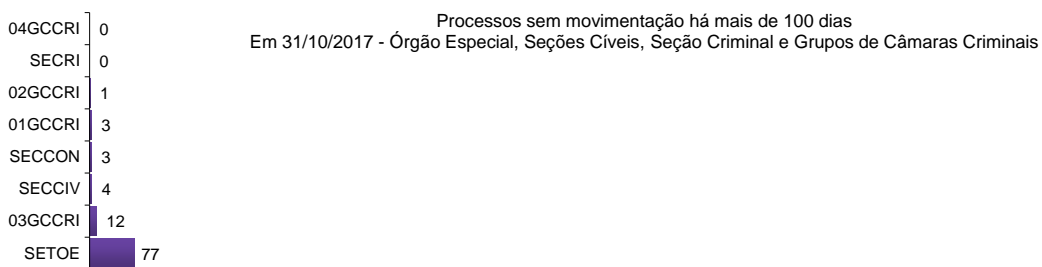 Processos sem movimentação há mais de 100 dias
Em 31/10/2017 - Órgão Especial, Seções Cíveis, Seção Criminal e Grupos de Câmaras Criminais
04GCCRI 0
SECRI 0
02GCCRI 1
01GCCRI 3
SECCON 3
SECCIV 4
03GCCRI 12
SETOE 77